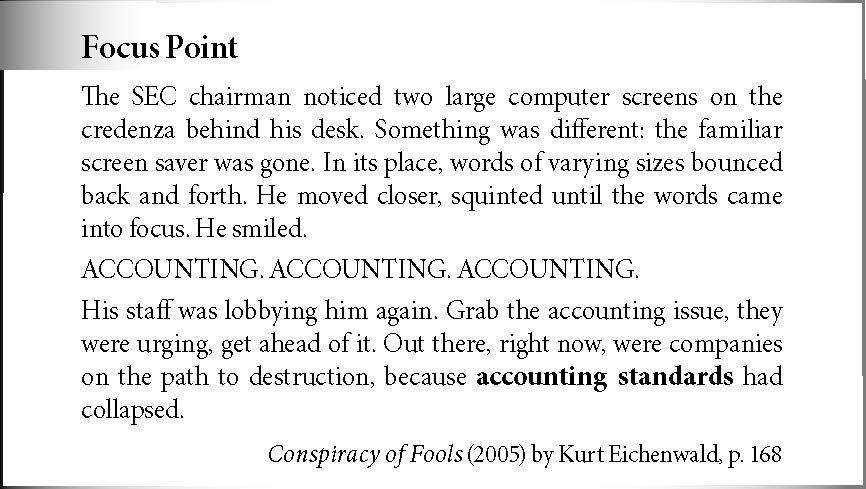 Focus Point
The SEC chairman noticed two large computer screens on the
credenza behind his desk. Something was different: the familiar
screen saver was gone. In its place, words of varying sizes bounced
back and forth. He moved closer, squinted until the words came
into focus. He smiled.
ACCOUNTING. ACCOUNTING. ACCOUNTING.
His staff was lobbying him again. Grab the accounting issue, they
were urging, get ahead of it. Out there, right now, were companies
on the path to destruction, because accounting standards had
collapsed.
Conspiracy of Fools (2005) by Kurt Eichenwald, p. 168